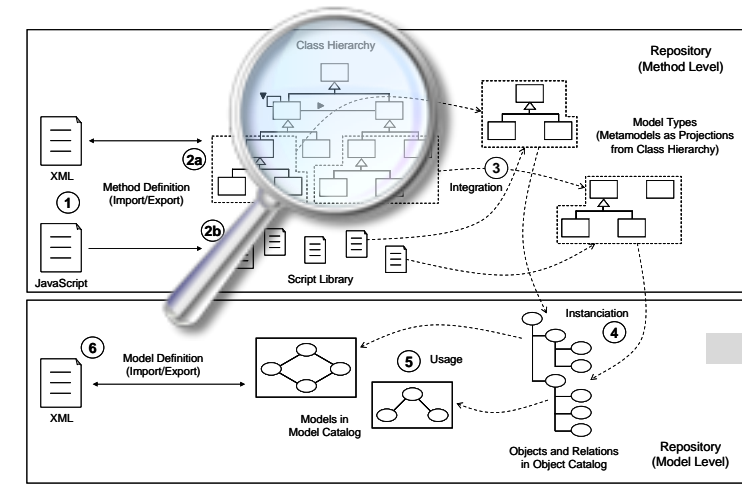 Class Hierarchy
Repository
(Method Level)
Model Types
(Metamodels as Projections
from Class Hierarchy)
XML
2a
Method Definition
(Import/Export)
1
3
Integration
2b
JavaScript
Script Library
Instanciation
4
6
Model Definition
(Import/Export)
5
Usage
XML
Models in
Model Catalog
Objects and Relations
in Object Catalog
Repository
(Model Level)